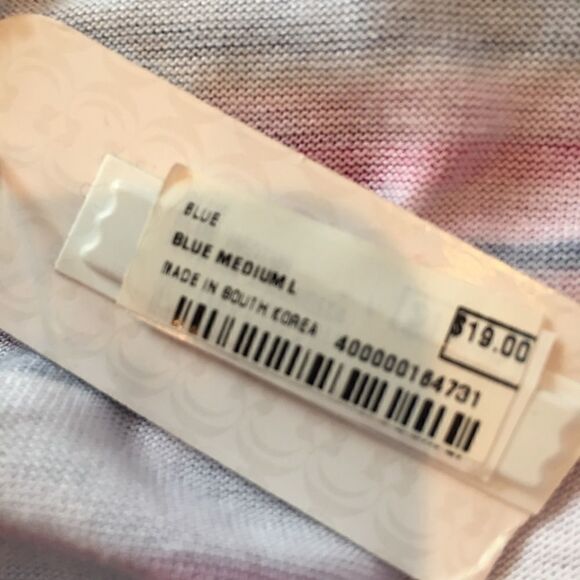 BLUE
BLUE MEDIUM L
MADE IN SOUTH KOREA
400000164731
$19.00